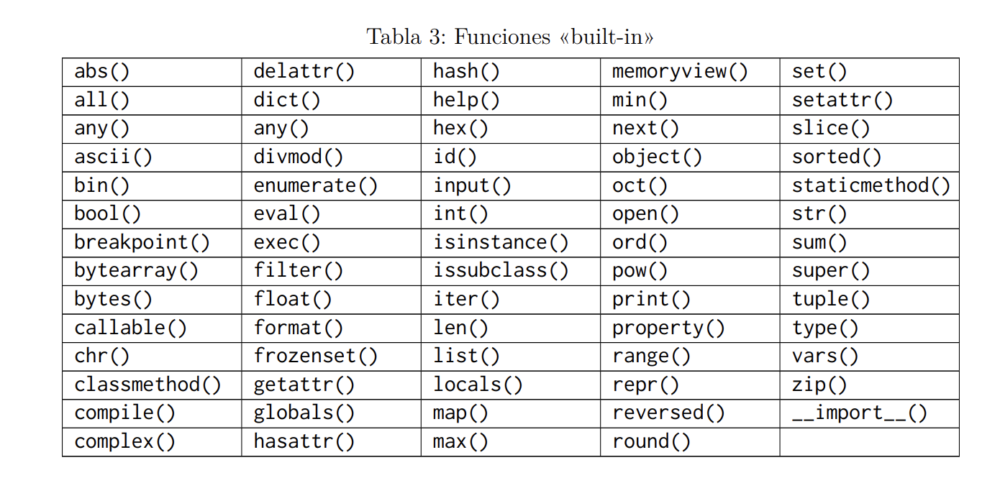 Tabla 3: Funciones «built-in»
abs() delattr() hash() memoryview() set()
all() dict() help() min() setattr()
any() any() hex() next() slice()
ascii() divmod() id() object() sorted()
bin() enumerate() input() oct() staticmethod()
bool() eval() int() open() str()
breakpoint() exec() isinstance() ord() sum()
bytearray() filter() issubclass() pow() super()
bytes() float() iter() print() tuple()
callable() format() len() property() type()
chr() frozenset() list() range() vars()
classmethod() getattr() locals() repr() zip()
compile() globals() map() reversed() __import__()
complex() hasattr() max() round()